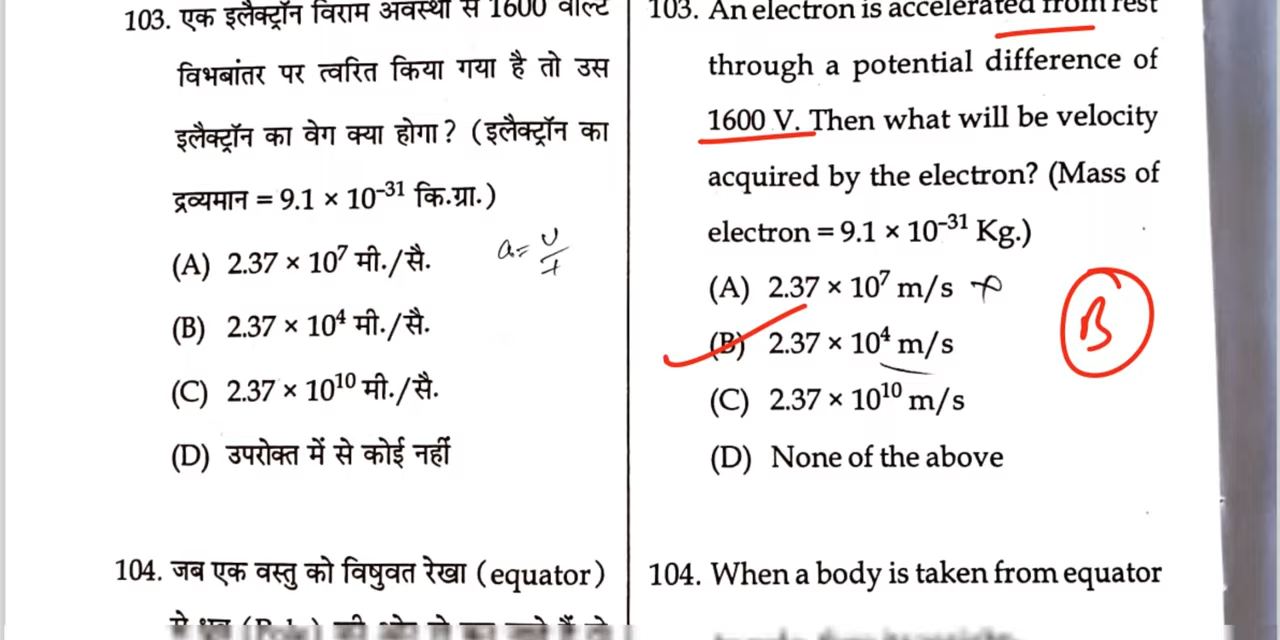 103. एक इलैक्ट्रॉन विराम अवस्था से 1600 वोल्ट
विभबांतर पर त्वरित किया गया है तो उस
इलैक्ट्रॉन का वेग क्या होगा? (इलैक्ट्रॉन का
द्रव्यमान = 9.1 × 10⁻³¹ कि.ग्रा.)
(A) 2.37 × 10⁷ मी./सै.
a = v/t
(B) 2.37 × 10⁴ मी./सै.
(C) 2.37 × 10¹⁰ मी./सै.
(D) उपरोक्त में से कोई नहीं
104. जब एक वस्तु को विषुवत रेखा (equator)
103. An electron is accelerated from rest
through a potential difference of
1600 V. Then what will be velocity
acquired by the electron? (Mass of
electron = 9.1 × 10⁻³¹ Kg.)
(A) 2.37 × 10⁷ m/s
(B) 2.37 × 10⁴ m/s
B
(C) 2.37 × 10¹⁰ m/s
(D) None of the above
104. When a body is taken from equator